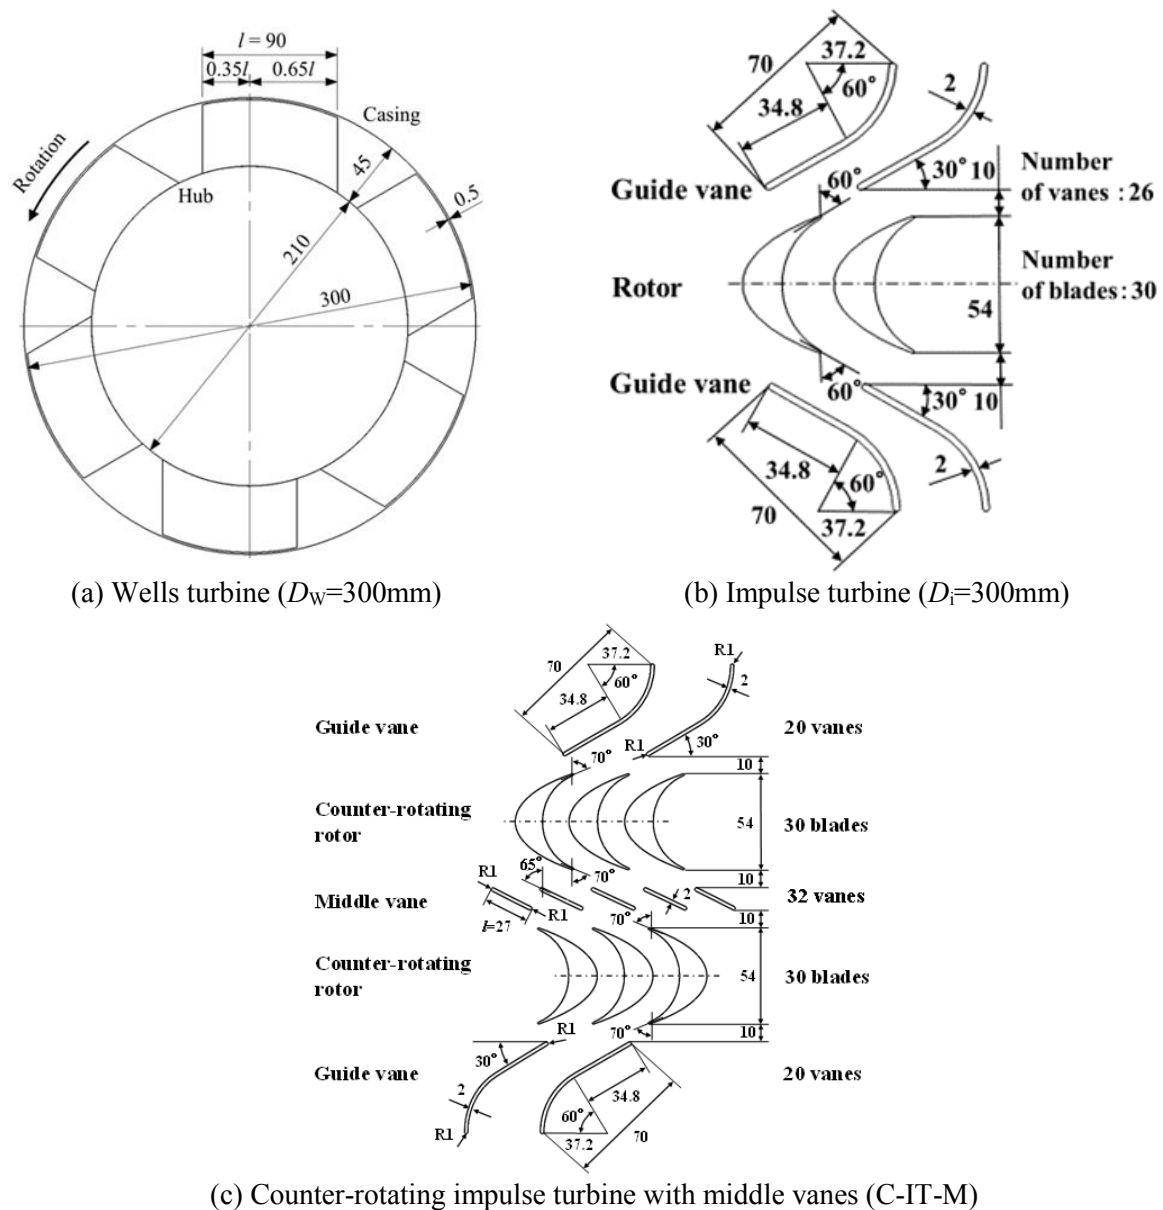 l = 90
0.35l 0.65l
Casing
Rotation
45
Hub
0.5
210
300
(a) Wells turbine (D_W=300mm)
70
37.2
60°
34.8
2
Guide vane
60°
30° 10
Number
of vanes : 26
Rotor
Number
of blades: 30
54
Guide vane
60°
30° 10
34.8
60°
2
70
37.2
(b) Impulse turbine (D_i=300mm)
70
37.2
60°
34.8
R1
2
Guide vane
20 vanes
R1
30°
70°
10
Counter-rotating
rotor
54
30 blades
R1
65°
70°
10
Middle vane
2
32 vanes
l=27
R1
70°
10
Counter-rotating
rotor
54
30 blades
70°
10
R1
30°
Guide vane
20 vanes
2
34.8
60°
R1
37.2
70
(c) Counter-rotating impulse turbine with middle vanes (C-IT-M)